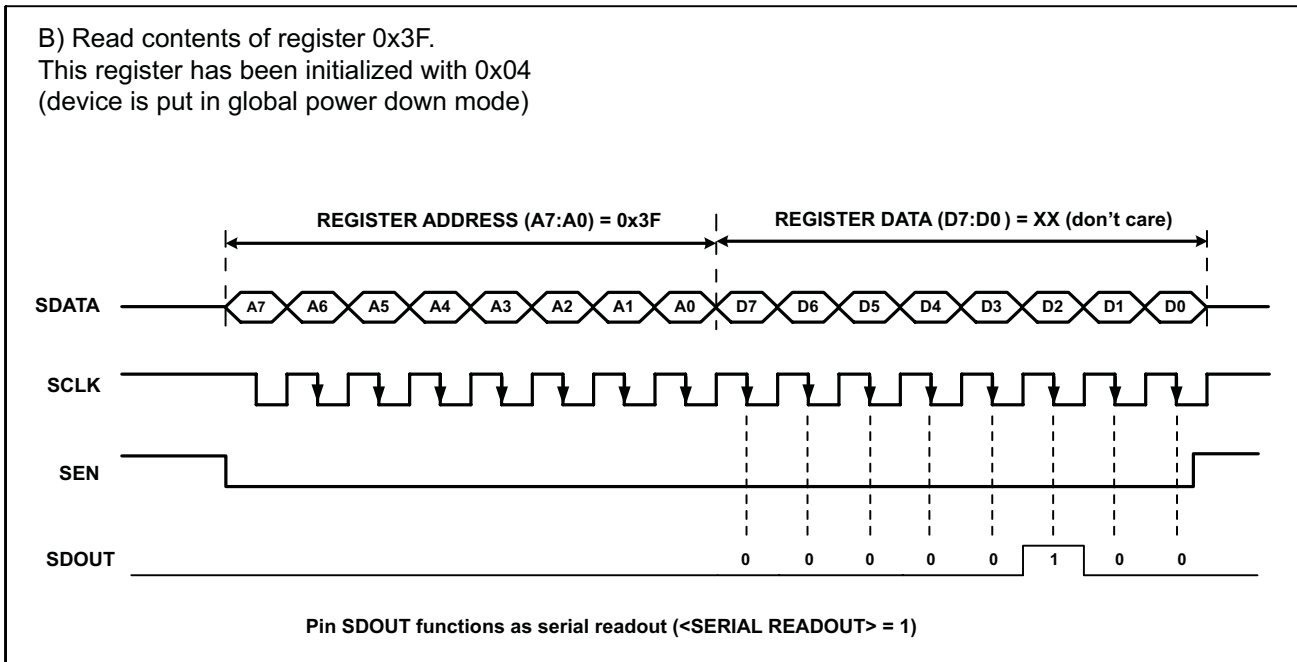 B) Read contents of register 0x3F.
This register has been initialized with 0x04
(device is put in global power down mode)
REGISTER ADDRESS (A7:A0) = 0x3F REGISTER DATA (D7:D0 ) = XX (don't care)
SDATA A7 A6 A5 A4 A3 A2 A1 A0 D7 D6 D5 D4 D3 D2 D1 D0
SCLK
SEN
SDOUT 0 0 0 0 0 1 0 0
Pin SDOUT functions as serial readout (<SERIAL READOUT> = 1)